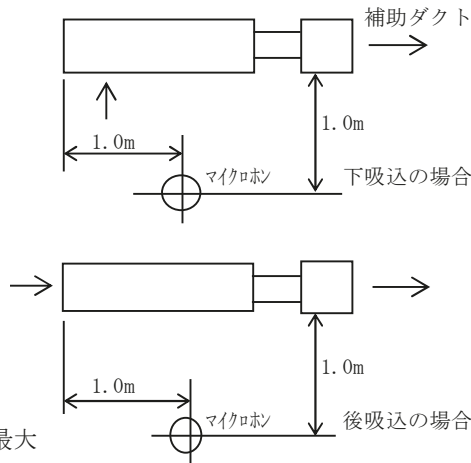 補助ダクト
1.0m
1.0m
マイクロホン
下吸込の場合
1.0m
1.0m
マイクロホン
後吸込の場合
最大